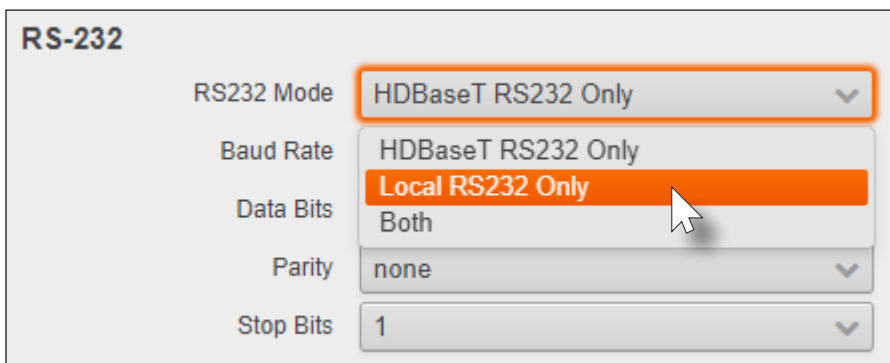 RS-232
RS232 Mode HDBaseT RS232 Only
Baud Rate HDBaseT RS232 Only
Local RS232 Only
Data Bits
Both
Parity none
Stop Bits 1